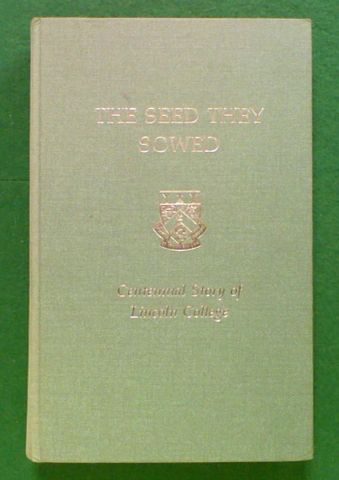 THE SEED THEY
SOWED
Centennial Story of
Lincoln College